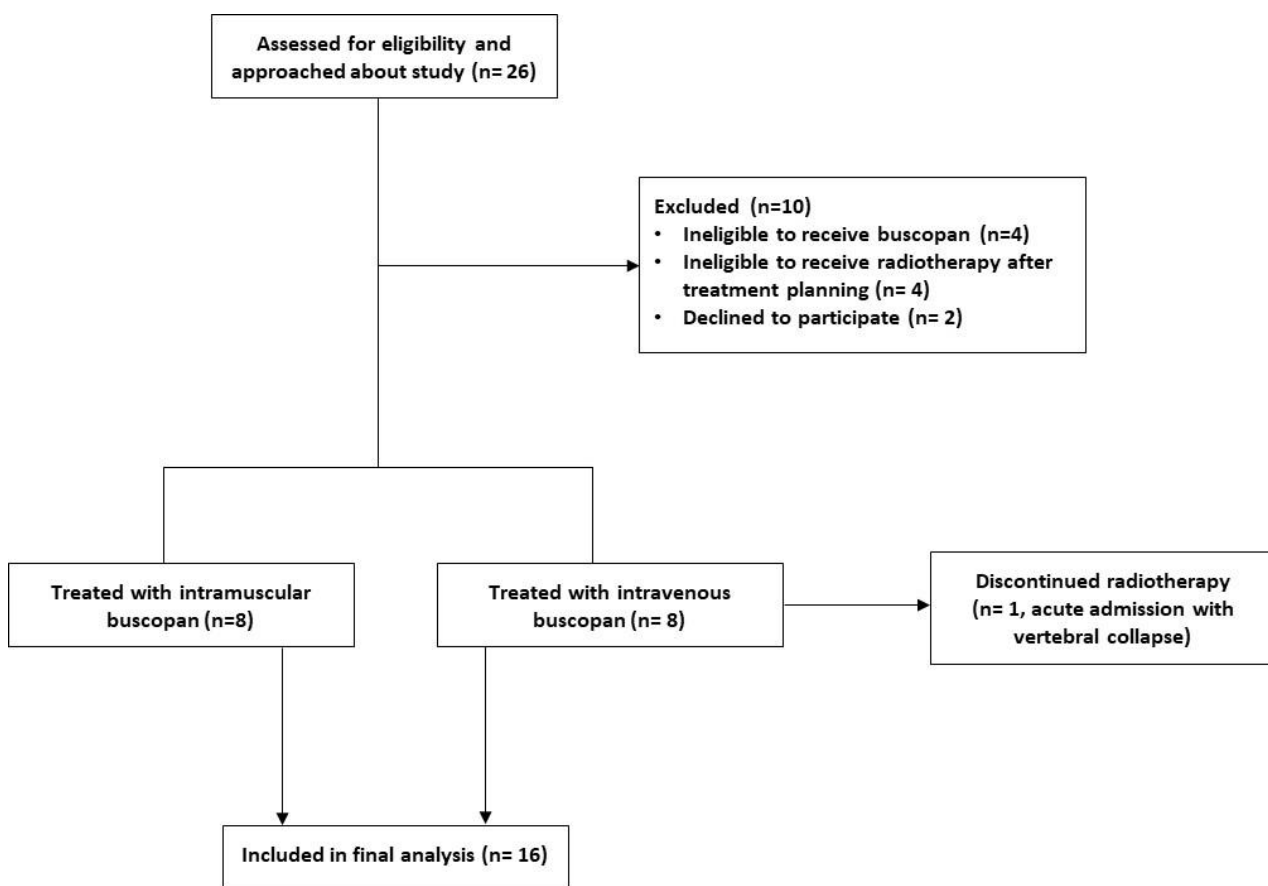 Assessed for eligibility and
approached about study (n= 26)
Excluded (n=10)
• Ineligible to receive buscopan (n=4)
• Ineligible to receive radiotherapy after
treatment planning (n= 4)
• Declined to participate (n= 2)
Treated with intramuscular
buscopan (n=8)
Treated with intravenous
buscopan (n= 8)
Discontinued radiotherapy
(n= 1, acute admission with
vertebral collapse)
Included in final analysis (n= 16)